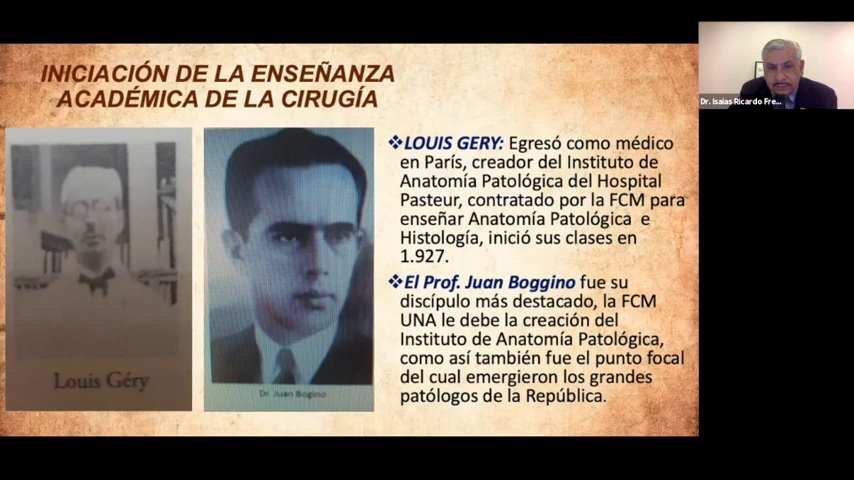 INICIACIÓN DE LA ENSEÑANZA
ACADÉMICA DE LA CIRUGÍA
Louis Géry
Dr. Juan Bogino
❖LOUIS GERY: Egresó como médico
en París, creador del Instituto de
Anatomía Patológica del Hospital
Pasteur, contratado por la FCM para
enseñar Anatomía Patológica e
Histología, inició sus clases en
1.927.
❖El Prof. Juan Boggino fue su
discípulo más destacado, la FCM
UNA le debe la creación del
Instituto de Anatomía Patológica,
como así también fue el punto focal
del cual emergieron los grandes
patólogos de la República.
Dr. Isaias Ricardo Fre...